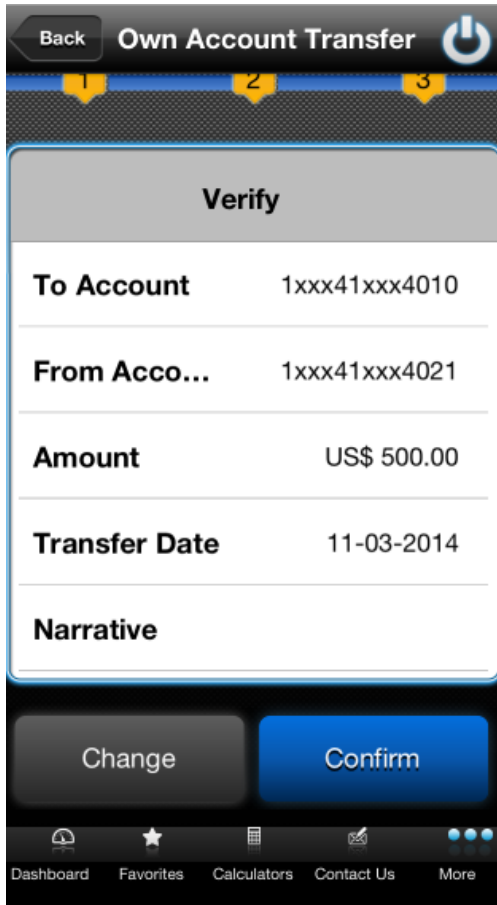 Back Own Account Transfer
1 2 3
Verify
To Account 1xxx41xxx4010
From Acco... 1xxx41xxx4021
Amount US$ 500.00
Transfer Date 11-03-2014
Narrative
Change Confirm
Dashboard Favorites Calculators Contact Us More